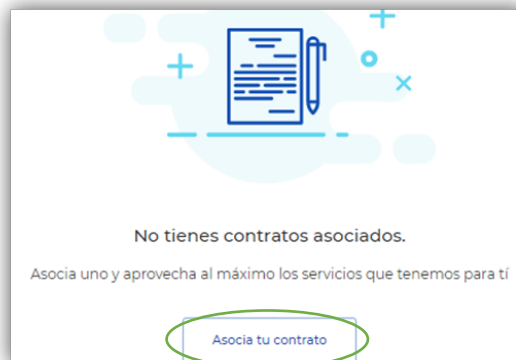 No tienes contratos asociados.
Asocia uno y aprovecha al máximo los servicios que tenemos para tí
Asocia tu contrato